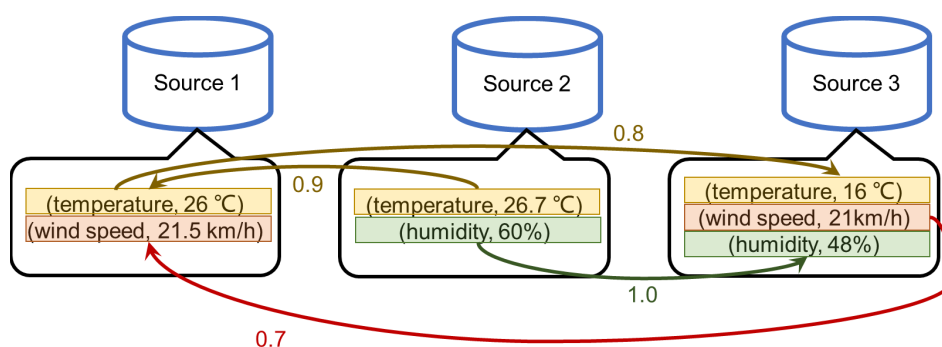 Source 1
Source 2
Source 3
0.8
0.9
(temperature, 26 ℃)
(wind speed, 21.5 km/h)
(temperature, 26.7 ℃)
(humidity, 60%)
(temperature, 16 ℃)
(wind speed, 21km/h)
(humidity, 48%)
1.0
0.7